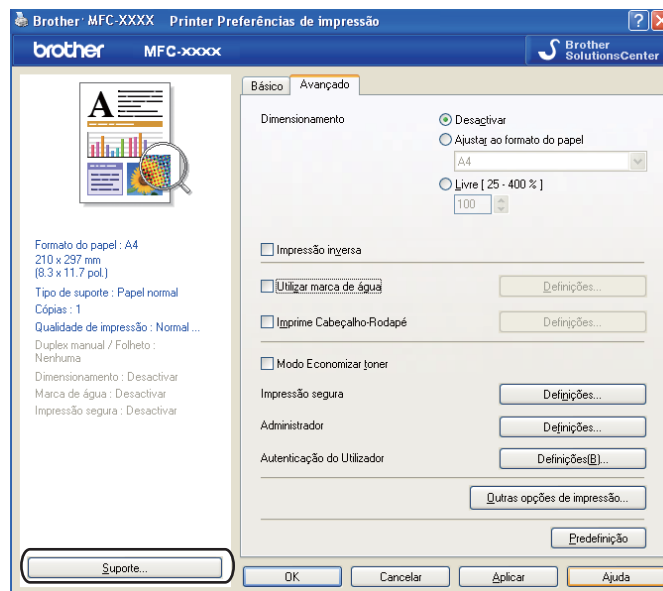 Brother MFC-XXXX Printer Preferências de impressão
brother MFC-xxxx
Brother
SolutionsCenter
Básico Avançado
A
Formato do papel : A4
210 x 297 mm
(8.3 x 11.7 pol.)
Tipo de suporte : Papel normal
Cópias : 1
Qualidade de impressão : Normal ...
Duplex manual / Folheto :
Nenhuma
Dimensionamento : Desactivar
Marca de água : Desactivar
Impressão segura : Desactivar
Suporte...
Dimensionamento
Desactivar
Ajustar ao formato do papel
A4
Livre [ 25 - 400 % ]
100
Impressão inversa
Utilizar marca de água Definições...
Imprime Cabeçalho-Rodapé Definições...
Modo Economizar toner
Impressão segura Definições...
Administrador Definições...
Autenticação do Utilizador Definições(B)...
Outras opções de impressão...
Predefinição
OK Cancelar Aplicar Ajuda